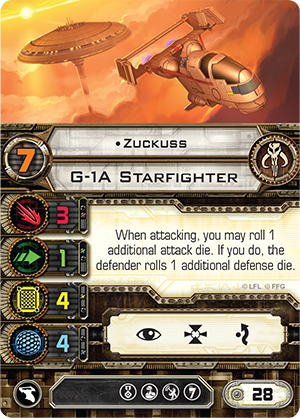 •Zuckuss
7
G-1A Starfighter
3
1
4
4
When attacking, you may roll 1
additional attack die. If you do, the
defender rolls 1 additional defense die.
©LFL ©FFG
7
28